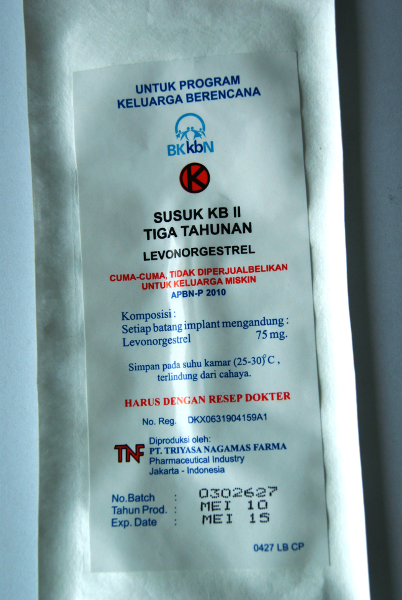 UNTUK PROGRAM
KELUARGA BERENCANA
BKkbN
K
SUSUK KB II
TIGA TAHUNAN
LEVONORGESTREL
CUMA-CUMA, TIDAK DIPERJUALBELIKAN
UNTUK KELUARGA MISKIN
APBN-P 2010
Komposisi :
Setiap batang implant mengandung :
Levonorgestrel 75 mg.
Simpan pada suhu kamar (25-30)°C ,
terlindung dari cahaya.
HARUS DENGAN RESEP DOKTER
No. Reg. DKX0631904159A1
TNF
Diproduksi oleh:
PT. TRIYASA NAGAMAS FARMA
Pharmaceutical Industry
Jakarta - Indonesia
No.Batch : 0302627
Tahun Prod. : MEI 10
Exp. Date : MEI 15
0427 LB CP